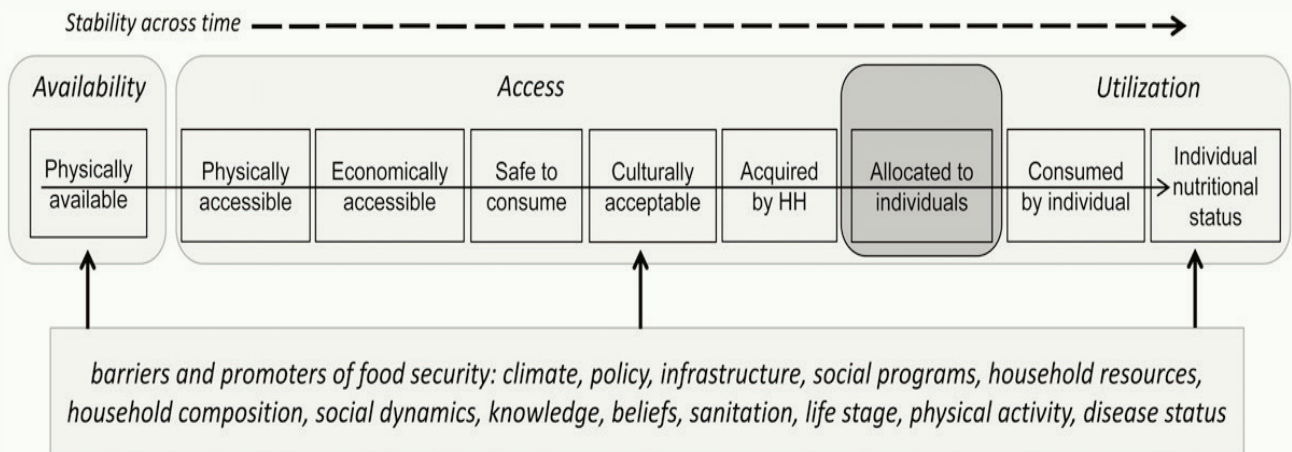 Stability across time
Availability
Access
Utilization
Physically
available
Physically
accessible
Economically
accessible
Safe to
consume
Culturally
acceptable
Acquired
by HH
Allocated to
individuals
Consumed
by individual
Individual
nutritional
status
barriers and promoters of food security: climate, policy, infrastructure, social programs, household resources,
household composition, social dynamics, knowledge, beliefs, sanitation, life stage, physical activity, disease status